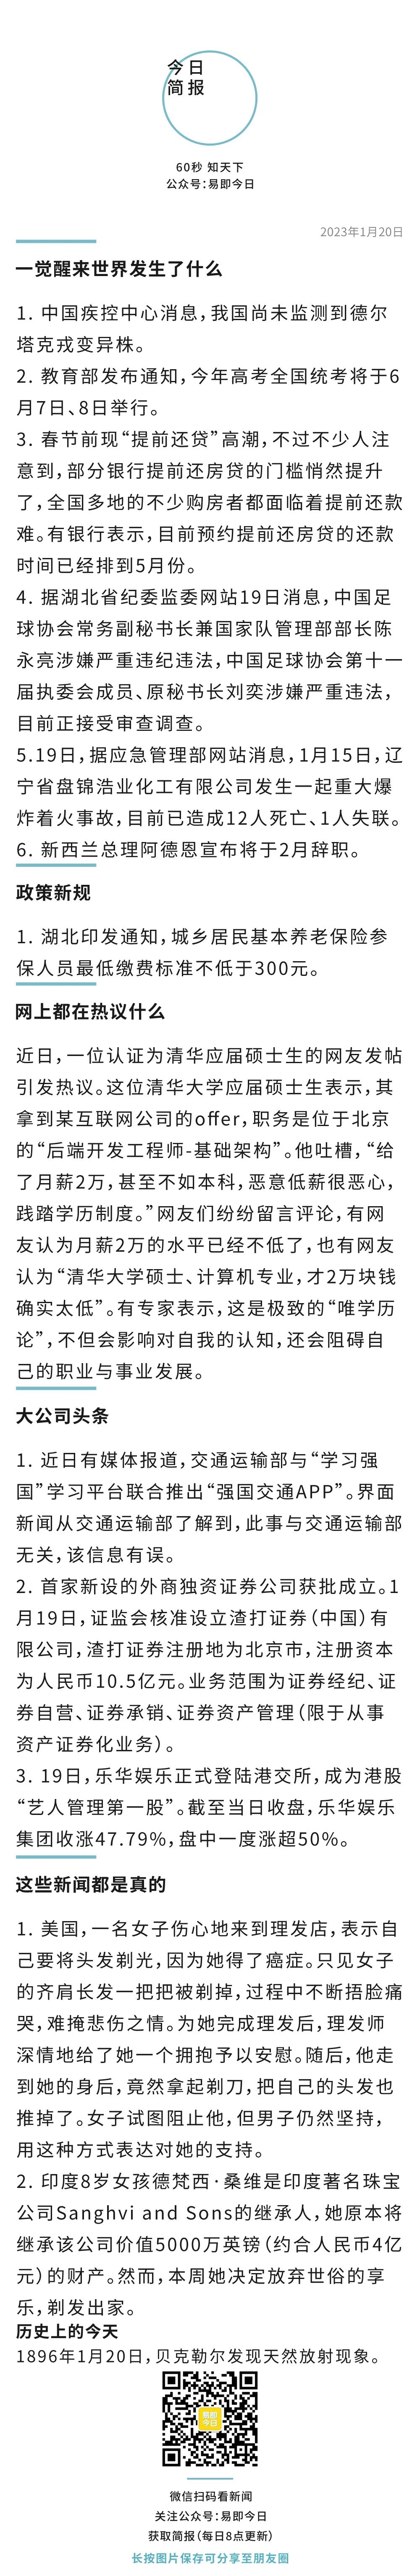 今日
简报
60秒 知天下
公众号：易即今日
2023年1月20日
一觉醒来世界发生了什么
1. 中国疾控中心消息，我国尚未监测到德尔
塔克戎变异株。
2. 教育部发布通知，今年高考全国统考将于6
月7日、8日举行。
3. 春节前现“提前还贷”高潮，不过不少人注
意到，部分银行提前还房贷的门槛悄然提升
了，全国多地的不少购房者都面临着提前还款
难。有银行表示，目前预约提前还房贷的还款
时间已经排到5月份。
4. 据湖北省纪委监委网站19日消息，中国足
球协会常务副秘书长兼国家队管理部部长陈
永亮涉嫌严重违纪违法，中国足球协会第十一
届执委会成员、原秘书长刘奕涉嫌严重违法，
目前正接受审查调查。
5.19日，据应急管理部网站消息，1月15日，辽
宁省盘锦浩业化工有限公司发生一起重大爆
炸着火事故，目前已造成12人死亡、1人失联。
6. 新西兰总理阿德恩宣布将于2月辞职。
政策新规
1. 湖北印发通知，城乡居民基本养老保险参
保人员最低缴费标准不低于300元。
网上都在热议什么
近日，一位认证为清华应届硕士生的网友发帖
引发热议。这位清华大学应届硕士生表示，其
拿到某互联网公司的offer，职务是位于北京
的“后端开发工程师-基础架构”。他吐槽，“给
了月薪2万，甚至不如本科，恶意低薪很恶心，
践踏学历制度。”网友们纷纷留言评论，有网
友认为月薪2万的水平已经不低了，也有网友
认为“清华大学硕士、计算机专业，才2万块钱
确实太低”。有专家表示，这是极致的“唯学历
论”，不但会影响对自我的认知，还会阻碍自
己的职业与事业发展。
大公司头条
1. 近日有媒体报道，交通运输部与“学习强
国”学习平台联合推出“强国交通APP”。界面
新闻从交通运输部了解到，此事与交通运输部
无关，该信息有误。
2. 首家新设的外商独资证券公司获批成立。1
月19日，证监会核准设立渣打证券（中国）有
限公司，渣打证券注册地为北京市，注册资本
为人民币10.5亿元。业务范围为证券经纪、证
券自营、证券承销、证券资产管理（限于从事
资产证券化业务）。
3. 19日，乐华娱乐正式登陆港交所，成为港股
“艺人管理第一股”。截至当日收盘，乐华娱乐
集团收涨47.79%，盘中一度涨超50%。
这些新闻都是真的
1. 美国，一名女子伤心地来到理发店，表示自
己要将头发剃光，因为她得了癌症。只见女子
的齐肩长发一把把被剃掉，过程中不断捂脸痛
哭，难掩悲伤之情。为她完成理发后，理发师
深情地给了她一个拥抱予以安慰。随后，他走
到她的身后，竟然拿起剃刀，把自己的头发也
推掉了。女子试图阻止他，但男子仍然坚持，
用这种方式表达对她的支持。
2. 印度8岁女孩德梵西·桑维是印度著名珠宝
公司Sanghvi and Sons的继承人，她原本将
继承该公司价值5000万英镑（约合人民币4亿
元）的财产。然而，本周她决定放弃世俗的享
乐，剃发出家。
历史上的今天
1896年1月20日，贝克勒尔发现天然放射现象。
易即
今日
微信扫码看新闻
关注公众号：易即今日
获取简报（每日8点更新）
长按图片保存可分享至朋友圈